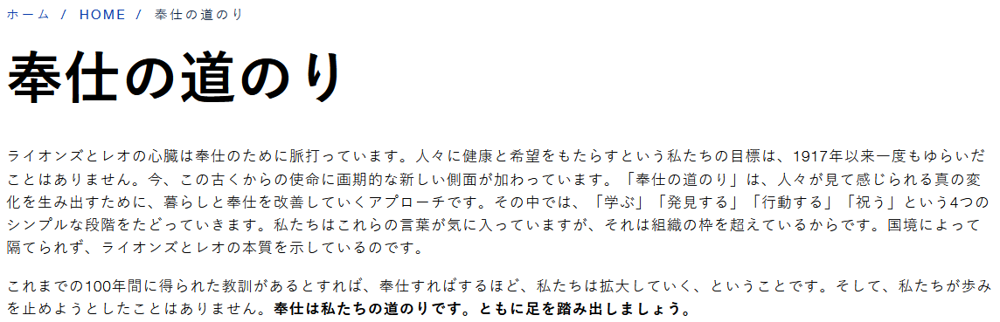 ホーム / HOME / 奉仕の道のり
奉仕の道のり
ライオンズとレオの心臓は奉仕のために脈打っています。人々に健康と希望をもたらすという私たちの目標は、1917年以来一度もゆらいだ
ことはありません。今、この古くからの使命に画期的な新しい側面が加わっています。「奉仕の道のり」は、人々が見て感じられる真の変
化を生み出すために、暮らしと奉仕を改善していくアプローチです。その中では、「学ぶ」「発見する」「行動する」「祝う」という4つの
シンプルな段階をたどっていきます。私たちはこれらの言葉が気に入っていますが、それは組織の枠を超えているからです。国境によって
隔てられず、ライオンズとレオの本質を示しているのです。
これまでの100年間に得られた教訓があるとすれば、奉仕すればするほど、私たちは拡大していく、ということです。そして、私たちが歩み
を止めようとしたことはありません。奉仕は私たちの道のりです。ともに足を踏み出しましょう。